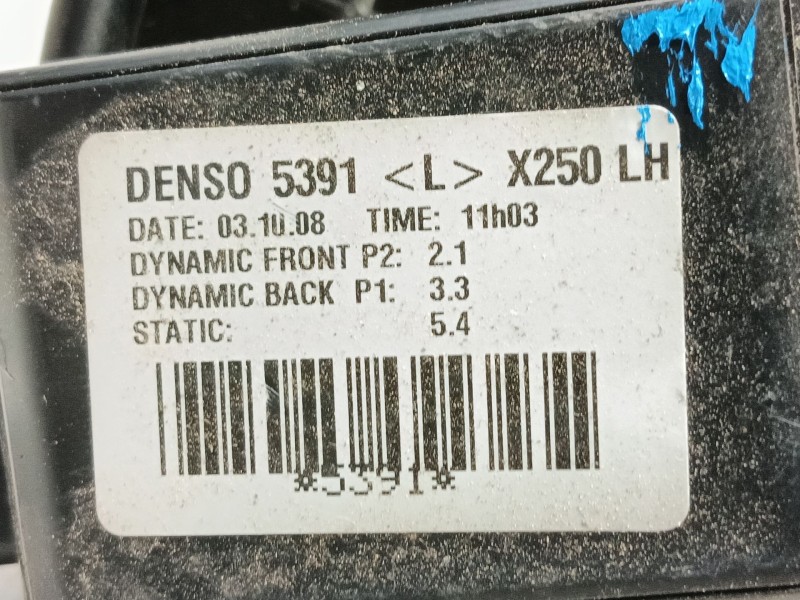 DENSO 5391 <L> X250 LH
DATE: 03.10.08 TIME: 11h03
DYNAMIC FRONT P2: 2.1
DYNAMIC BACK P1: 3.3
STATIC: 5.4
*5391*